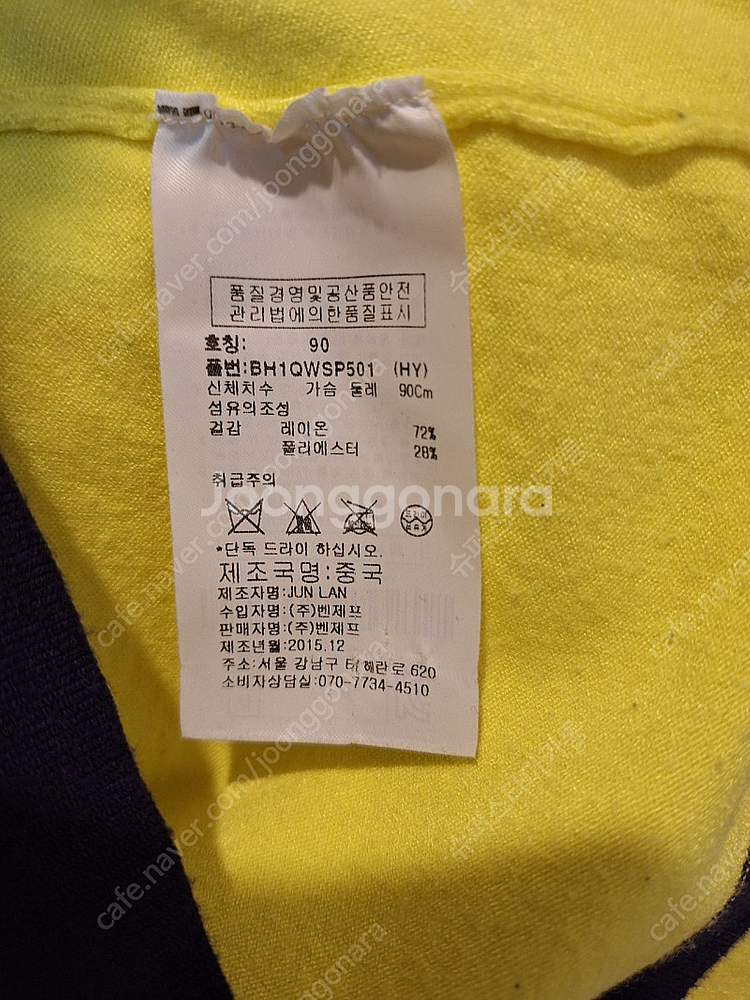 품질경영및공산품안전
관리법에의한품질표시
호칭: 90
품번:BH1QWSP501 (HY)
신체치수 가슴 둘레 90Cm
섬유의조성
겉감 레이온 72%
폴리에스터 28%
취급주의
Joonggonara
*단독 드라이 하십시오.
제조국명:중국
제조자명:JUN LAN
수입자명:(주)벤제프
판매자명:(주)벤제프
제조년월:2015.12
주소:서울 강남구 테헤란로 620
소비자상담실:070-7734-4510
cafe.naver.com/joonggonara